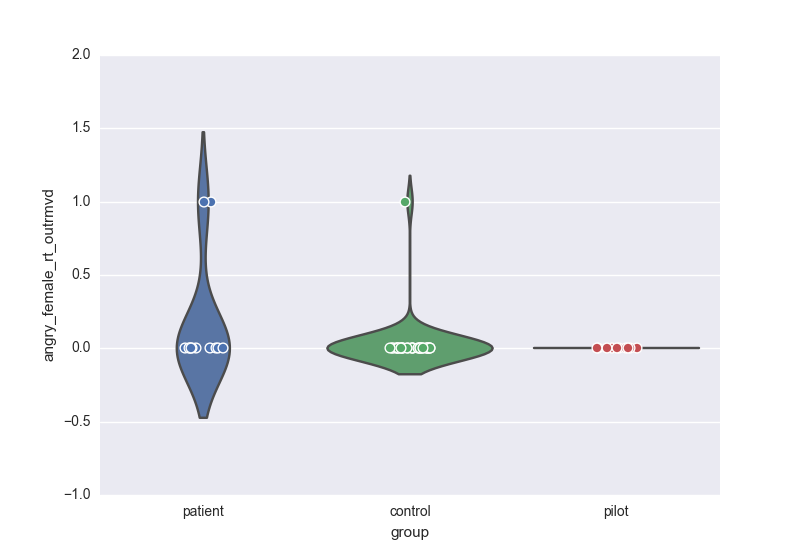 2.0
1.5
1.0
0.5
0.0
−0.5
−1.0
angry_female_rt_outrmvd
patient
control
pilot
group